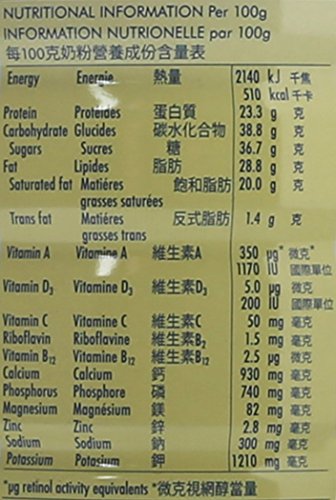 NUTRITIONAL INFORMATION Per 100g
INFORMATION NUTRITIONELLE par 100g
每100克奶粉營養成份含量表
Energy Energie 熱量 2140 kJ 千焦
510 kcal 千卡
Protein Protéides 蛋白質 23.3 g 克
Carbohydrate Glucides 碳水化合物 38.8 g 克
Sugars Sucres 糖 36.7 g 克
Fat Lipides 脂肪 28.8 g 克
Saturated fat Matiéres 飽和脂肪 20.0 g 克
grasses saturées
Trans fat Matiéres 反式脂肪 1.4 g 克
grasses trans
Vitamin A Vitamine A 維生素A 350 µg* 微克*
1170 IU 國際單位
Vitamin D3 Vitamine D3 維生素D3 5.0 µg 微克
200 IU 國際單位
Vitamin C Vitamine C 維生素C 50 mg 毫克
Riboflavin Riboflavine 維生素B2 1.5 mg 毫克
Vitamin B12 Vitamine B12 維生素B12 2.5 µg 微克
Calcium Calcium 鈣 930 mg 毫克
Phosphorus Phosphore 磷 740 mg 毫克
Magnesium Magnésium 鎂 82 mg 毫克
Zinc Zinc 鋅 2.8 mg 毫克
Sodium Sodium 鈉 300 mg 毫克
Potassium Potasium 鉀 1210 mg 毫克
*µg retinol activity equivalents *微克視網醇當量